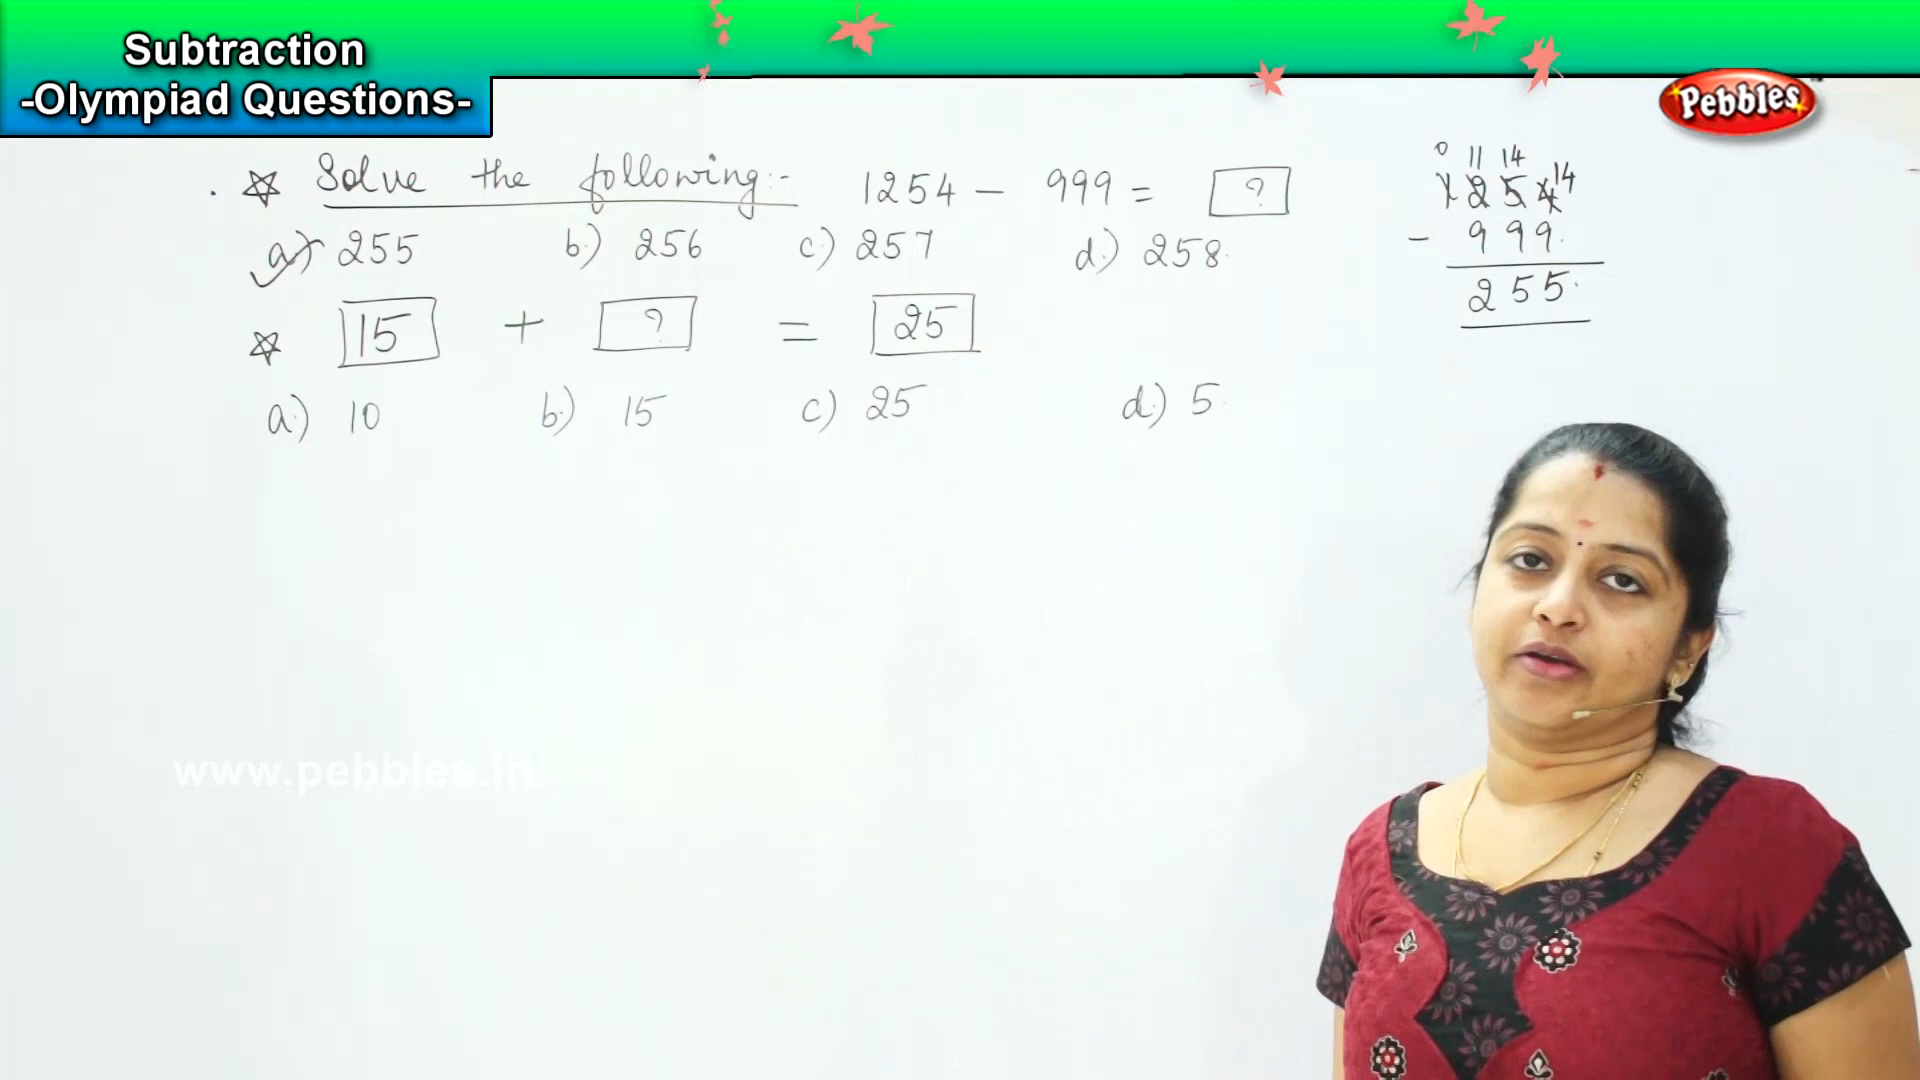 Subtraction
-Olympiad Questions-
Pebbles
Solve the following:- 1254 - 999 = ?
a) 255 b) 256 c) 257 d) 258
15 + ? = 25
a) 10 b) 15 c) 25 d) 5
0 11 14 14
1254
- 999
255
www.pebbles.in